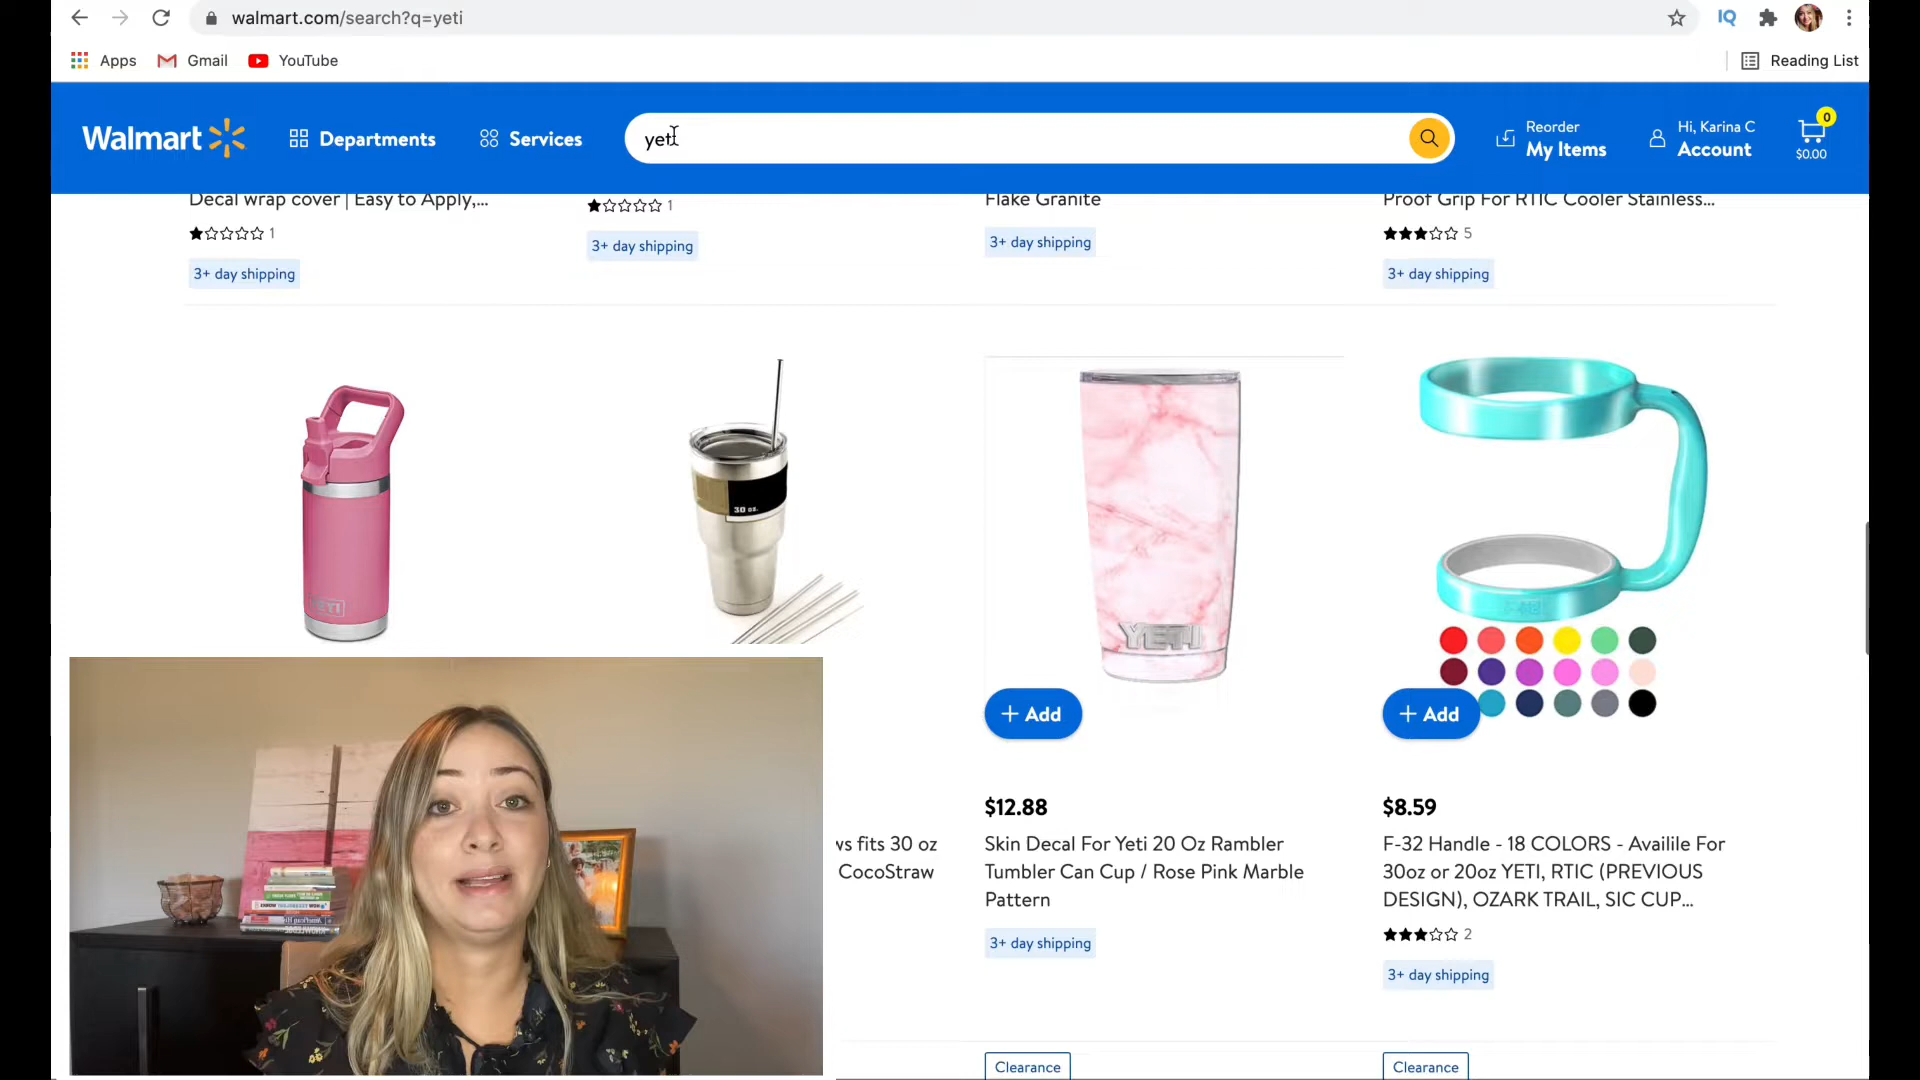 walmart.com/search?q=yeti
IQ
Apps
Gmail
YouTube
Reading List
Walmart
Departments
Services
yeti
Reorder
My Items
Hi, Karina C
Account
0
$0.00
Decal wrap cover | Easy to Apply,...
1
3+ day shipping
1
3+ day shipping
Flake Granite
3+ day shipping
Proof Grip For RTIC Cooler Stainless...
5
3+ day shipping
YETI
30 oz.
YETI
+ Add
+ Add
ws fits 30 oz
CocoStraw
$12.88
Skin Decal For Yeti 20 Oz Rambler
Tumbler Can Cup / Rose Pink Marble
Pattern
3+ day shipping
$8.59
F-32 Handle - 18 COLORS - Availile For
30oz or 20oz YETI, RTIC (PREVIOUS
DESIGN), OZARK TRAIL, SIC CUP...
2
3+ day shipping
Clearance
Clearance